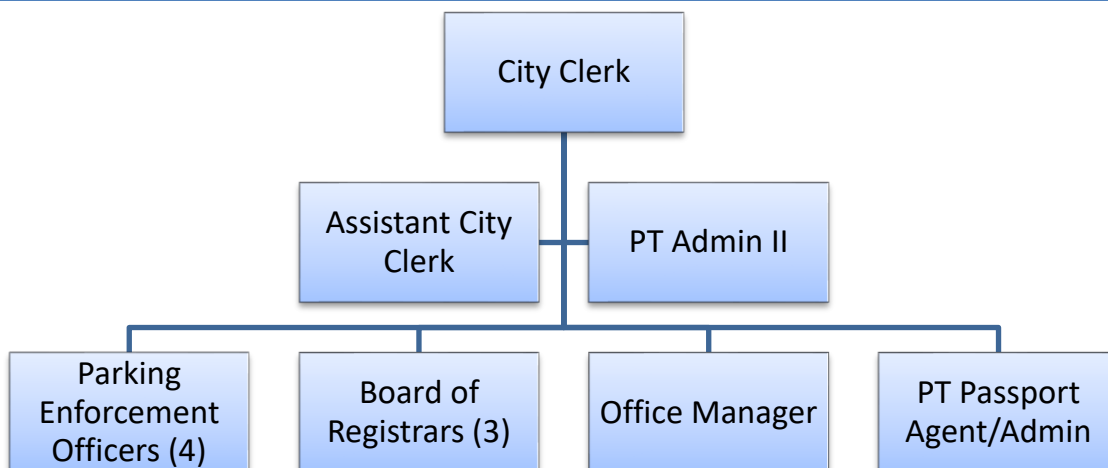 City Clerk
Assistant City
Clerk
PT Admin II
Parking
Enforcement
Officers (4)
Board of
Registrars (3)
Office Manager
PT Passport
Agent/Admin